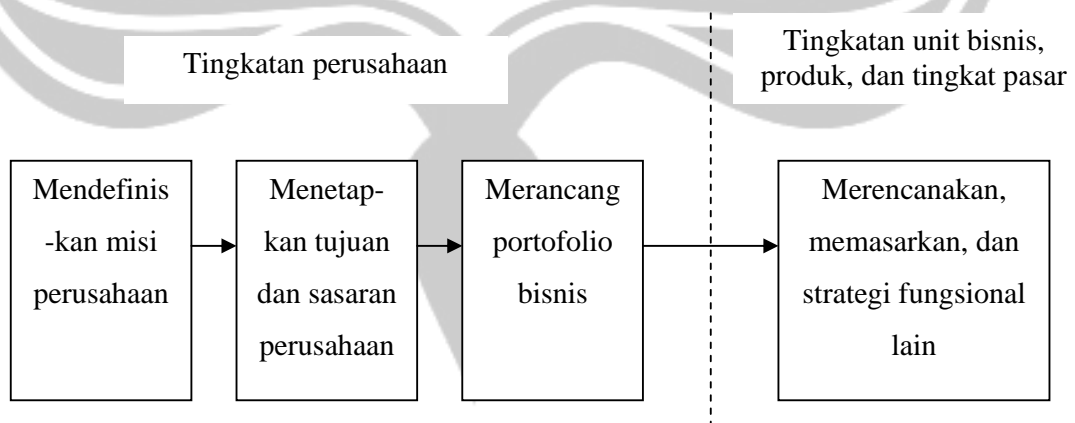 Tingkatan perusahaan
Tingkatan unit bisnis,
produk, dan tingkat pasar
Mendefinis
-kan misi
perusahaan
Menetap-
kan tujuan
dan sasaran
perusahaan
Merancang
portofolio
bisnis
Merencanakan,
memasarkan, dan
strategi fungsional
lain